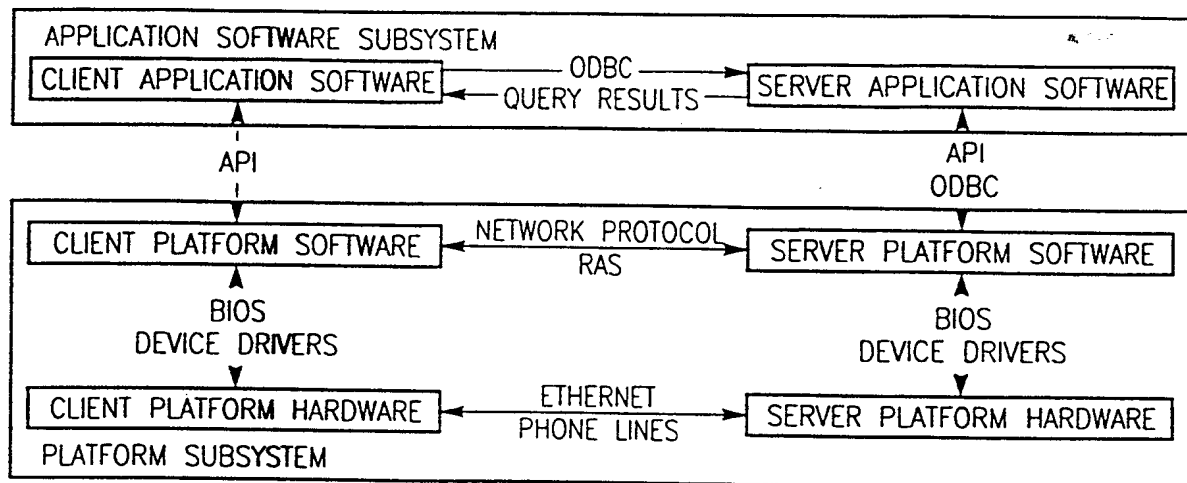 APPLICATION SOFTWARE SUBSYSTEM
CLIENT APPLICATION SOFTWARE
ODBC
QUERY RESULTS
SERVER APPLICATION SOFTWARE
API
API
ODBC
CLIENT PLATFORM SOFTWARE
NETWORK PROTOCOL
RAS
SERVER PLATFORM SOFTWARE
BIOS
DEVICE DRIVERS
BIOS
DEVICE DRIVERS
CLIENT PLATFORM HARDWARE
ETHERNET
PHONE LINES
SERVER PLATFORM HARDWARE
PLATFORM SUBSYSTEM